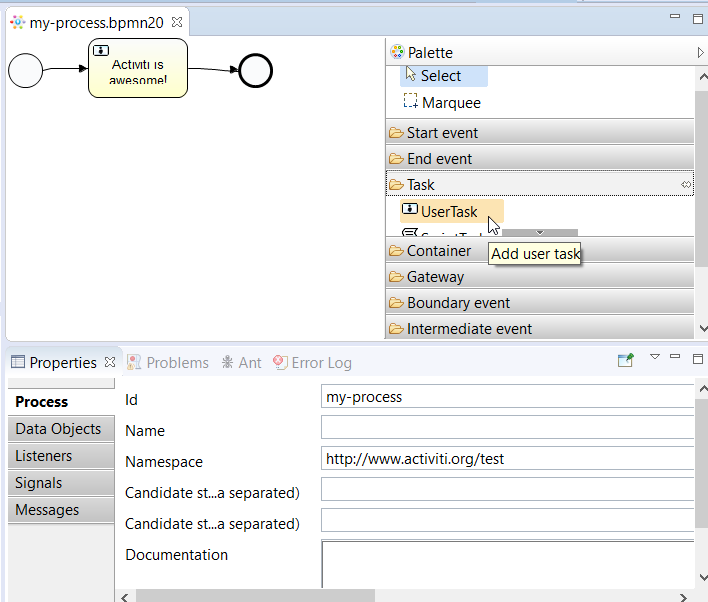 my-process.bpmn20
Activiti is
awesome!
Palette
Select
Marquee
Start event
End event
Task
UserTask
Container
Add user task
Gateway
Boundary event
Intermediate event
Properties
Problems
Ant
Error Log
Process
Data Objects
Listeners
Signals
Messages
Id
my-process
Name
Namespace
http://www.activiti.org/test
Candidate st...a separated)
Candidate st...a separated)
Documentation